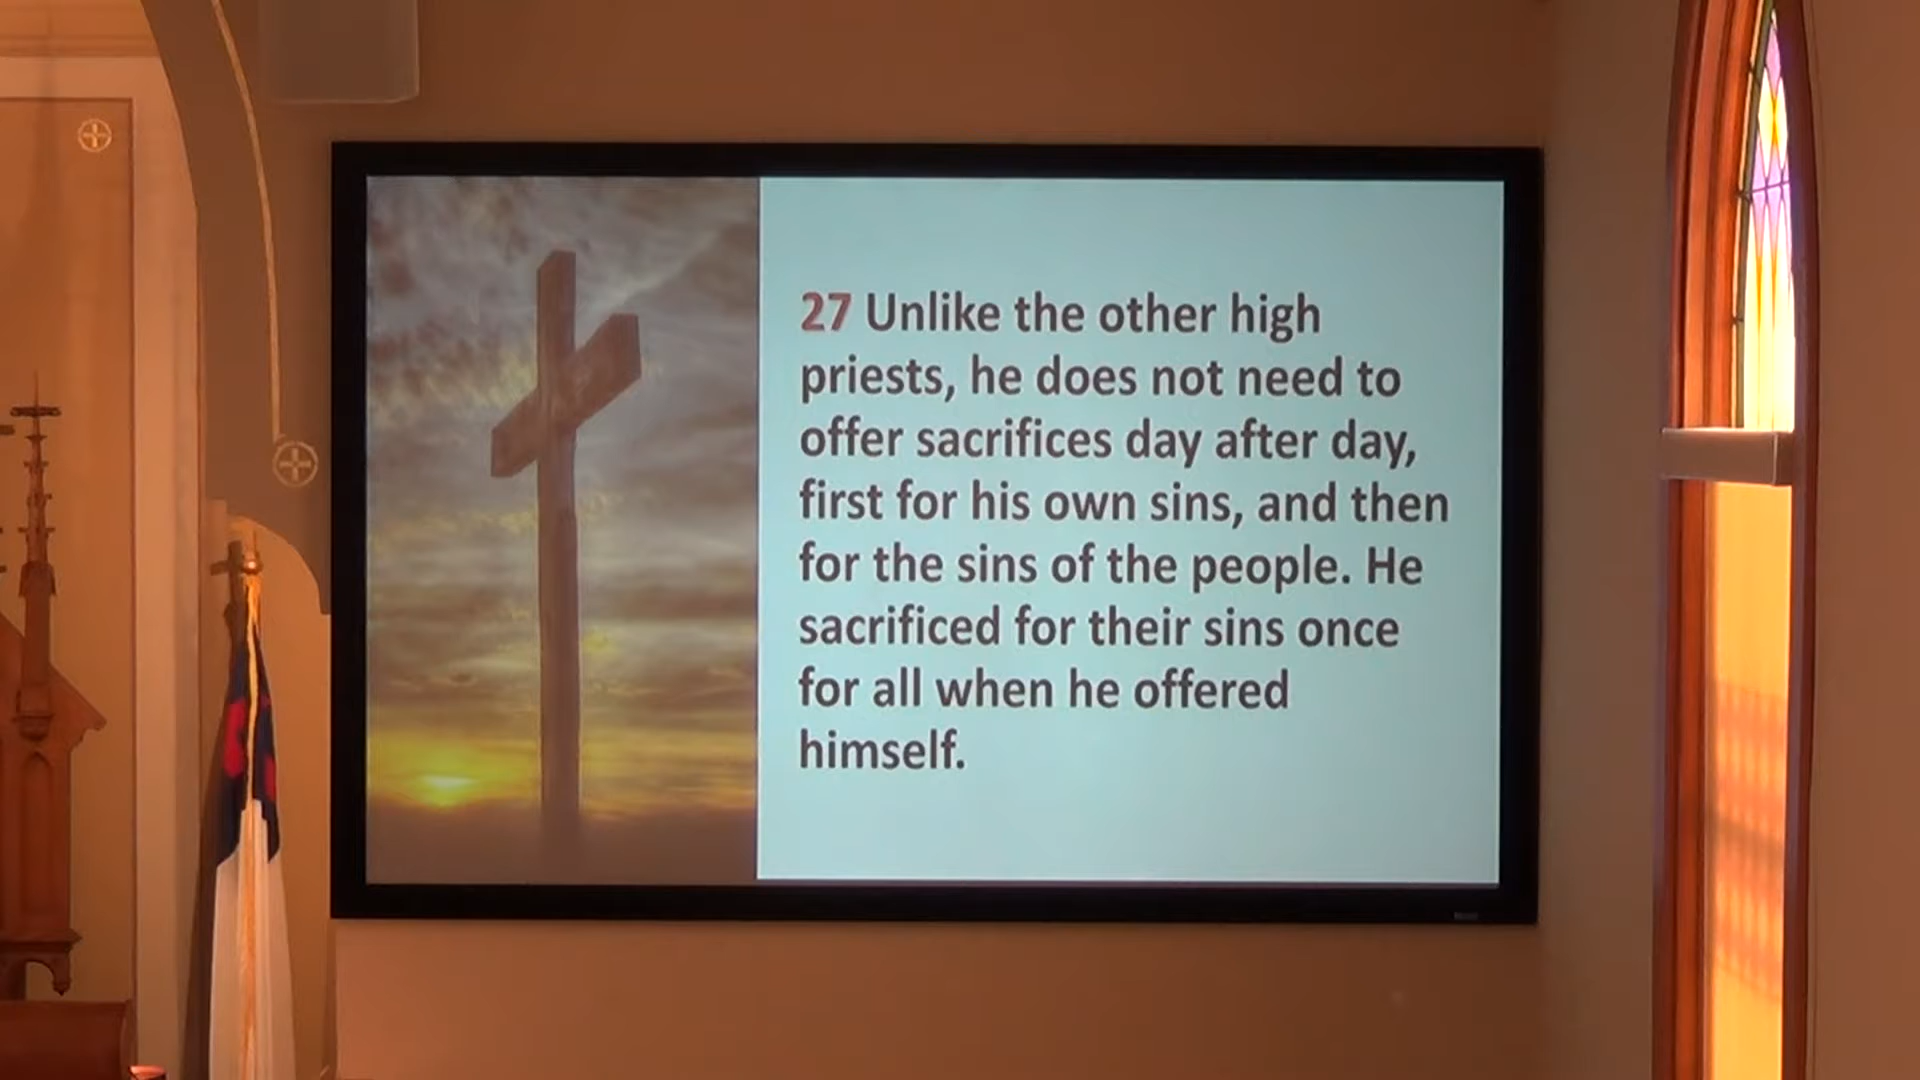 27 Unlike the other high
priests, he does not need to
offer sacrifices day after day,
first for his own sins, and then
for the sins of the people. He
sacrificed for their sins once
for all when he offered
himself.